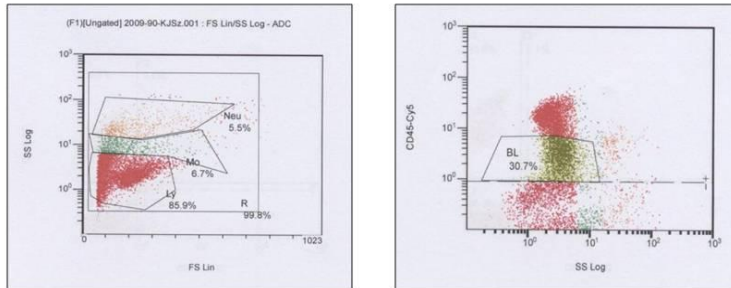 (F1)[Ungated] 2009-90-KJSz.001 : FS Lin/SS Log - ADC
10³
10²
10¹
10⁰
SS Log
Neu
5.5%
Mo
6.7%
Ly
85.9%
R
99.8%
0
1023
FS Lin
10³
10²
10¹
10⁰
CD45-Cy5
BL
30.7%
10⁰
10¹
10²
10³
SS Log